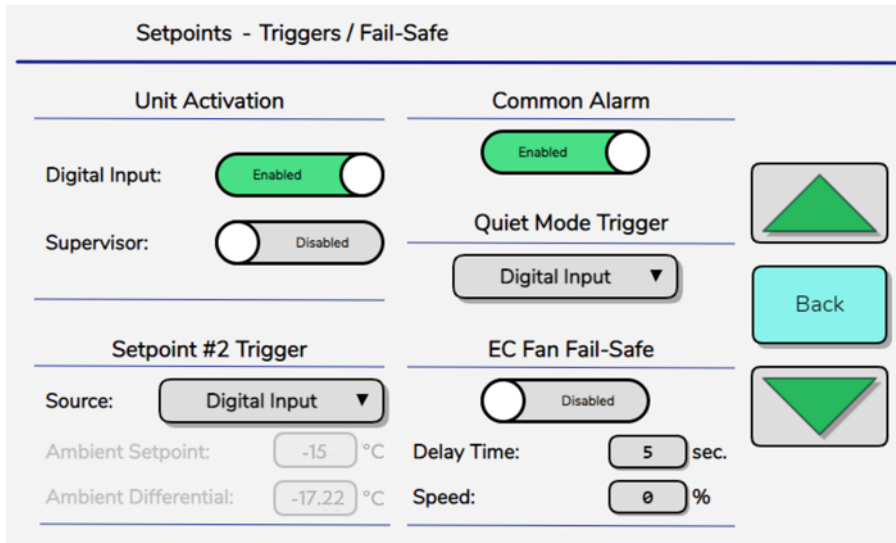 Setpoints - Triggers / Fail-Safe
Unit Activation
Digital Input: Enabled
Supervisor: Disabled
Common Alarm
Enabled
Quiet Mode Trigger
Digital Input ▼
Setpoint #2 Trigger
Source: Digital Input ▼
Ambient Setpoint: -15 °C
Ambient Differential: -17.22 °C
EC Fan Fail-Safe
Disabled
Delay Time: 5 sec.
Speed: 0 %
Back